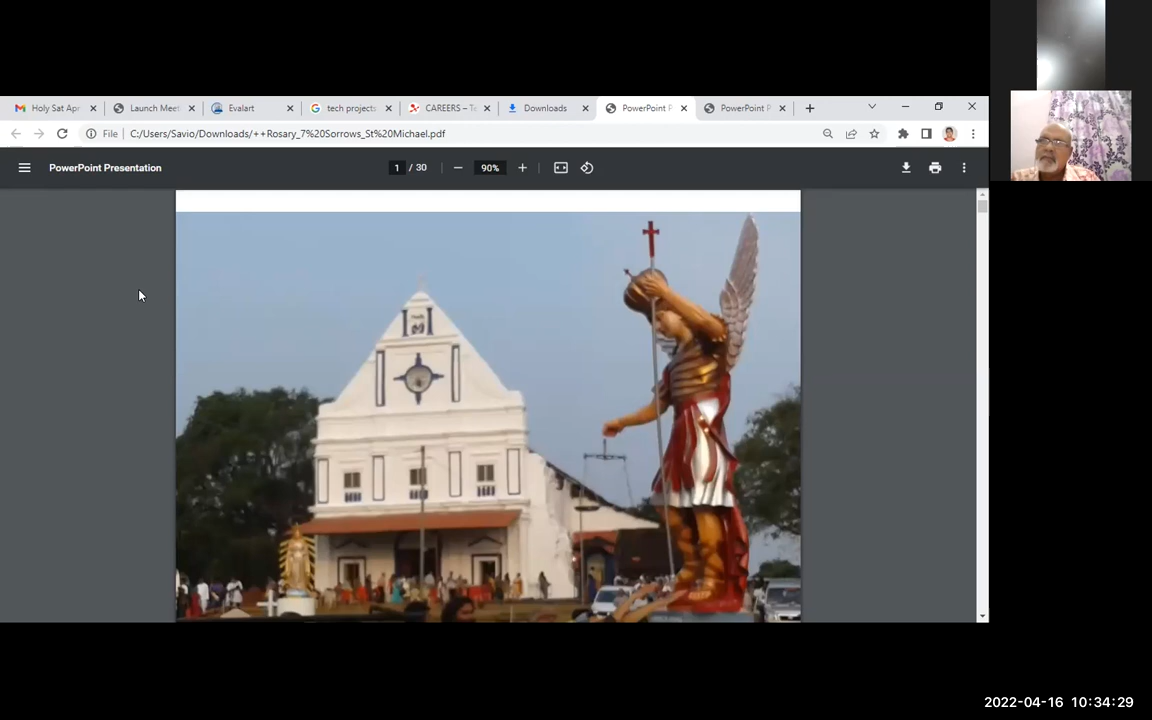 Holy Sat Apr
Launch Meet
Evalart
tech projects
CAREERS – T
Downloads
PowerPoint P
PowerPoint P
File
C:/Users/Savio/Downloads/++Rosary_7%20Sorrows_St%20Michael.pdf
PowerPoint Presentation
1 / 30
90%
2022-04-16 10:34:29